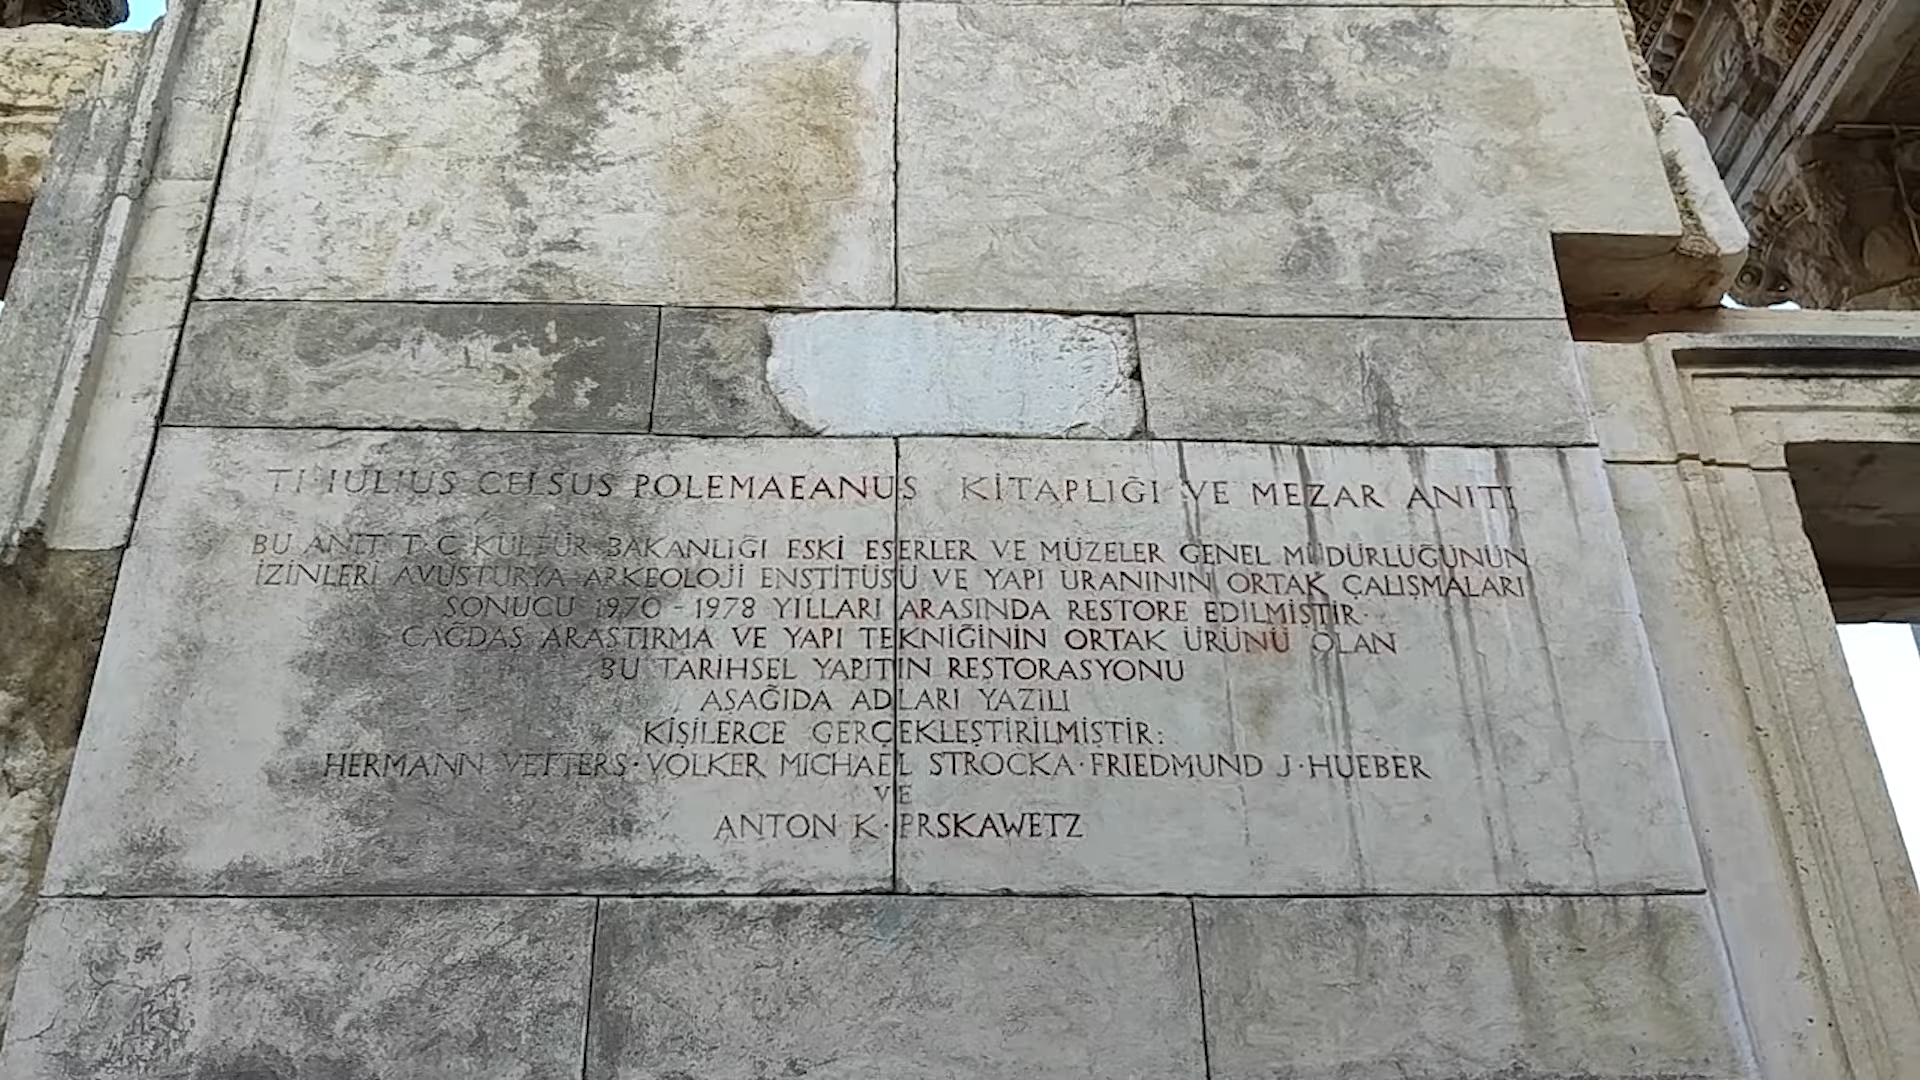 TI · IULIUS CELSUS POLEMAEANUS KİTAPLIĞI VE MEZAR ANITI
BU ANIT T·C KÜLTÜR BAKANLIĞI ESKİ ESERLER VE MÜZELER GENEL MÜDÜRLÜĞÜNÜN
İZİNLERİ AVUSTURYA ARKEOLOJİ ENSTİTÜSÜ VE YAPI URANININ ORTAK ÇALIŞMALARI
SONUCU 1970 - 1978 YILLARI ARASINDA RESTORE EDİLMİŞTİR·
ÇAĞDAŞ ARAŞTIRMA VE YAPI TEKNİĞİNİN ORTAK ÜRÜNÜ OLAN
BU TARİHSEL YAPITIN RESTORASYONU
AŞAĞIDA ADLARI YAZILI
KİŞİLERCE GERÇEKLEŞTİRİLMİŞTİR:
HERMANN VETTERS · VOLKER MICHAEL STROCKA · FRIEDMUND J · HUEBER
VE
ANTON K · PRSKAWETZ